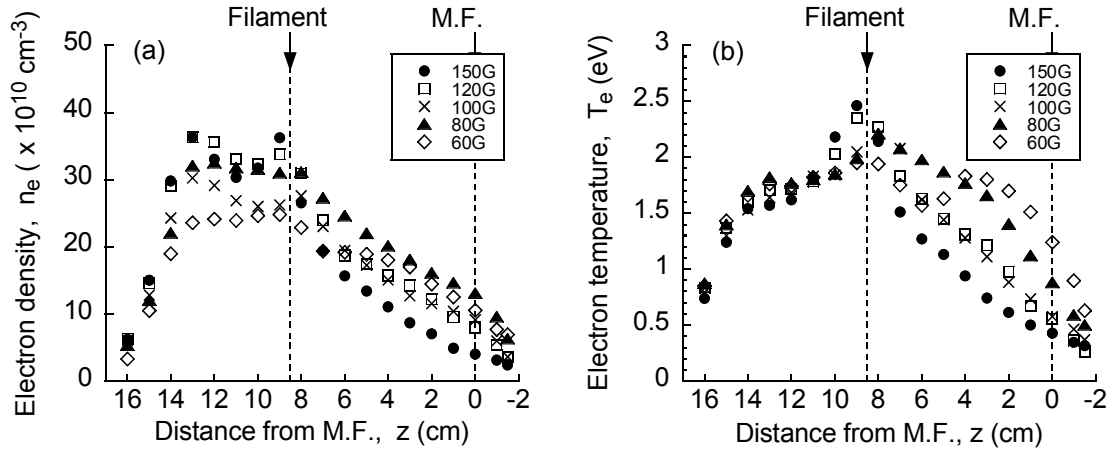 Filament
M.F.
(a)
150G
120G
100G
80G
60G
50
40
30
20
10
0
Electron density, n_e ( x 10^10 cm^-3)
16 14 12 10 8 6 4 2 0 -2
Distance from M.F., z (cm)
Filament
M.F.
(b)
150G
120G
100G
80G
60G
3
2.5
2
1.5
1
0.5
0
Electron temperature, T_e (eV)
16 14 12 10 8 6 4 2 0 -2
Distance from M.F., z (cm)